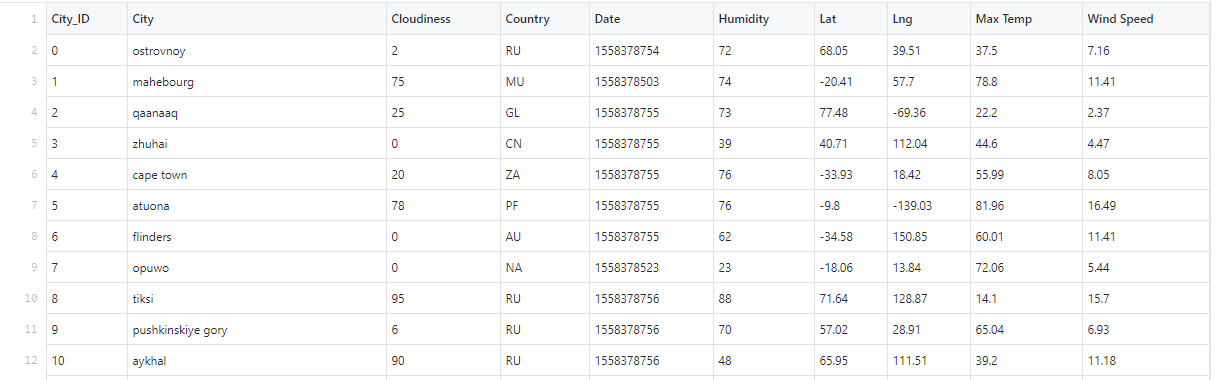 1 City_ID City Cloudiness Country Date Humidity Lat Lng Max Temp Wind Speed
2 0 ostrovnoy 2 RU 1558378754 72 68.05 39.51 37.5 7.16
3 1 mahebourg 75 MU 1558378503 74 -20.41 57.7 78.8 11.41
4 2 qaanaaq 25 GL 1558378755 73 77.48 -69.36 22.2 2.37
5 3 zhuhai 0 CN 1558378755 39 40.71 112.04 44.6 4.47
6 4 cape town 20 ZA 1558378755 76 -33.93 18.42 55.99 8.05
7 5 atuona 78 PF 1558378755 76 -9.8 -139.03 81.96 16.49
8 6 flinders 0 AU 1558378755 62 -34.58 150.85 60.01 11.41
9 7 opuwo 0 NA 1558378523 23 -18.06 13.84 72.06 5.44
10 8 tiksi 95 RU 1558378756 88 71.64 128.87 14.1 15.7
11 9 pushkinskiye gory 6 RU 1558378756 70 57.02 28.91 65.04 6.93
12 10 aykhal 90 RU 1558378756 48 65.95 111.51 39.2 11.18